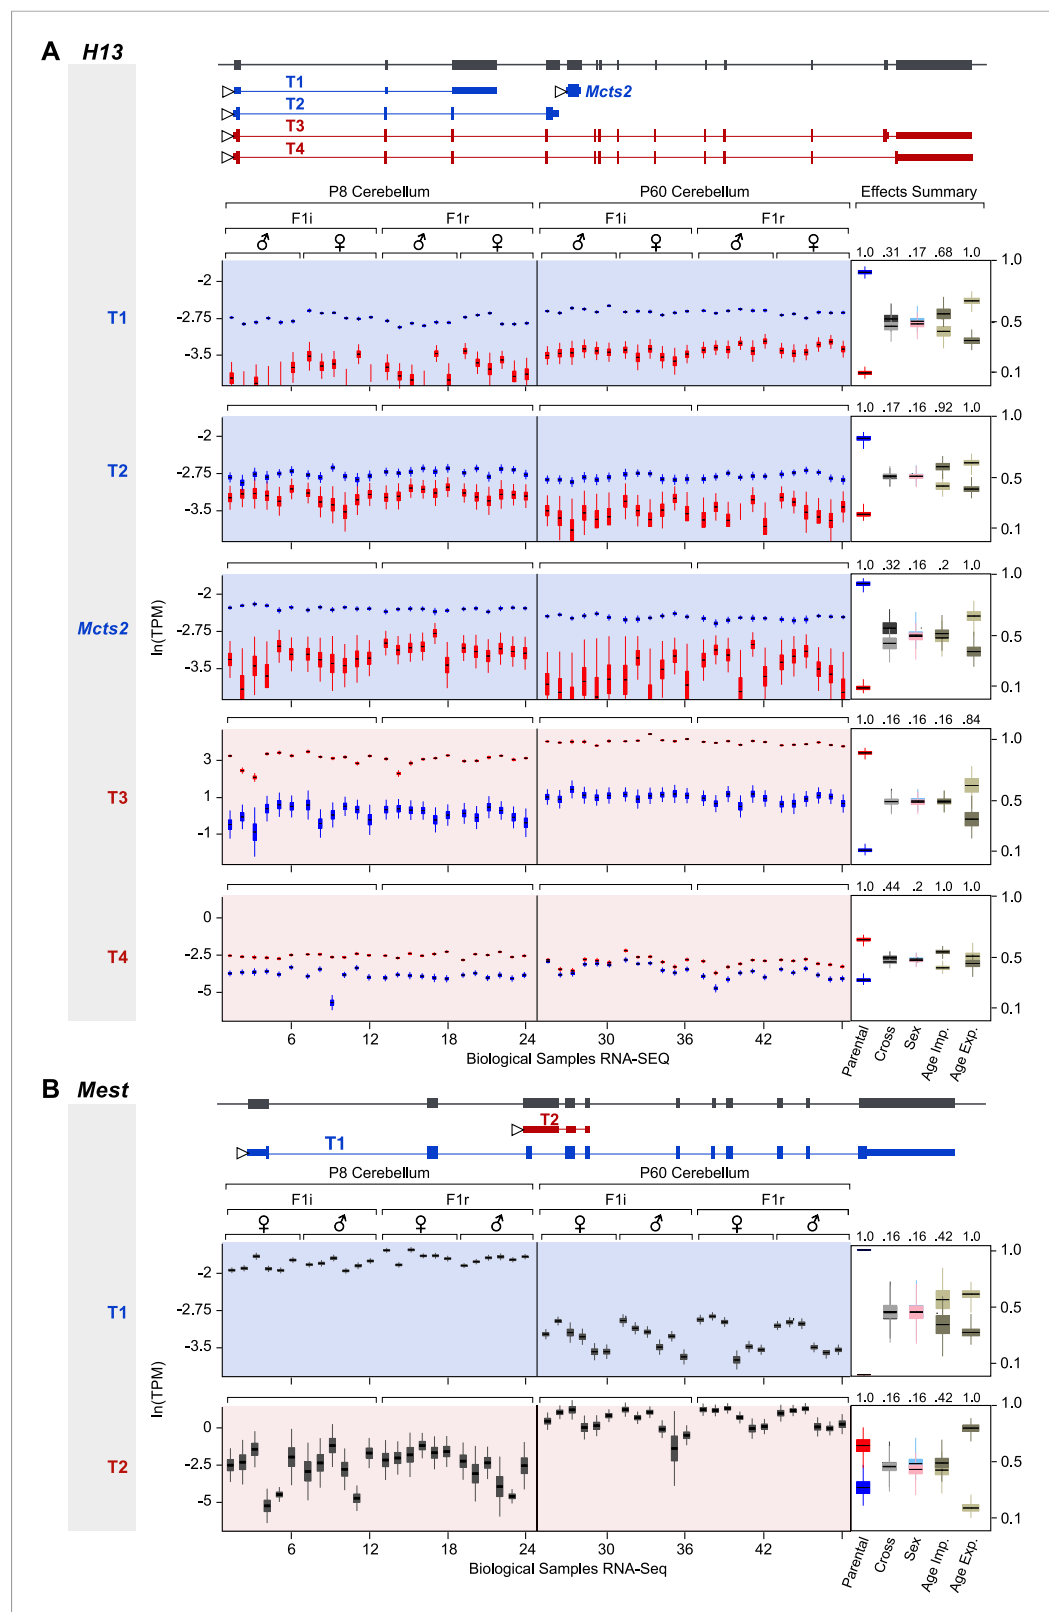 A H13
T1
Mcts2
T2
T3
T4
P8 Cerebellum P60 Cerebellum Effects Summary
F1i F1r F1i F1r
♂ ♀ ♂ ♀ ♂ ♀ ♂ ♀
1.0 .31 .17 .68 1.0
T1
-2
-2.75
-3.5
1.0
0.5
0.1
1.0 .17 .16 .92 1.0
T2
-2
-2.75
-3.5
1.0
0.5
0.1
6 12 18 24 30 36 42
1.0 .32 .16 .2 1.0
Mcts2
ln(TPM)
-2
-2.75
-3.5
1.0
0.5
0.1
1.0 .16 .16 .16 .84
T3
3
1
-1
1.0
0.5
0.1
1.0 .44 .2 1.0 1.0
T4
0
-2.5
-5
1.0
0.5
0.1
6 12 18 24 30 36 42
Biological Samples RNA-SEQ
Parental Cross Sex Age Imp. Age Exp.
B Mest
T2
T1
P8 Cerebellum P60 Cerebellum
F1i F1r F1i F1r
♀ ♂ ♀ ♂ ♀ ♂ ♀ ♂
1.0 .16 .16 .42 1.0
T1
-2
-2.75
-3.5
1.0
0.5
0.1
ln(TPM)
1.0 .16 .16 .42 1.0
T2
0
-2.5
-5
1.0
0.5
0.1
6 12 18 24 30 36 42
Biological Samples RNA-Seq
Parental Cross Sex Age Imp. Age Exp.